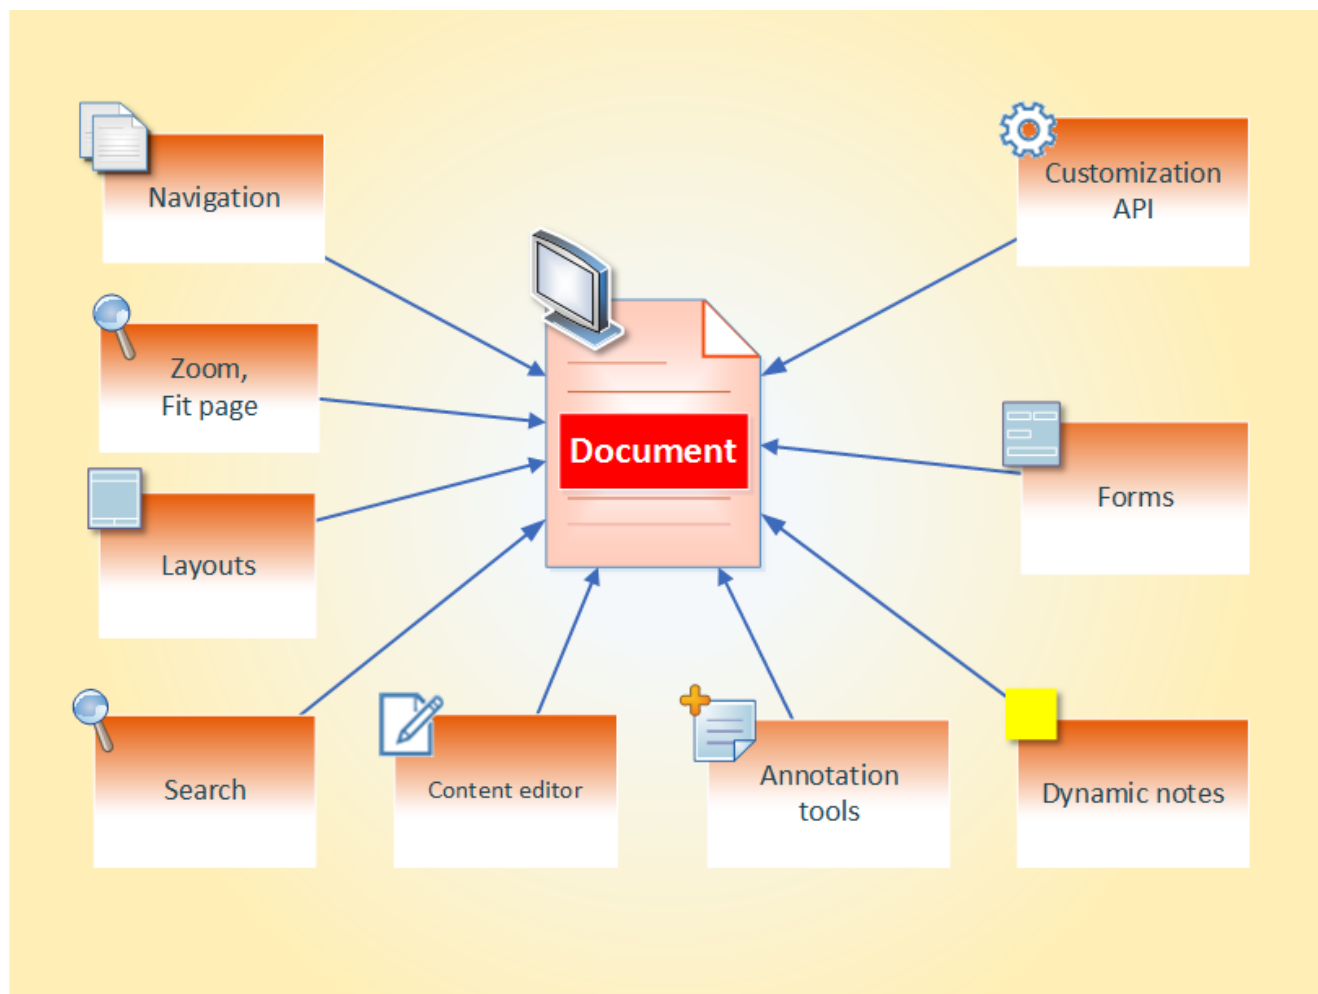 Navigation
Customization
API
Zoom,
Fit page
Document
Forms
Layouts
Search
Content editor
Annotation
tools
Dynamic notes